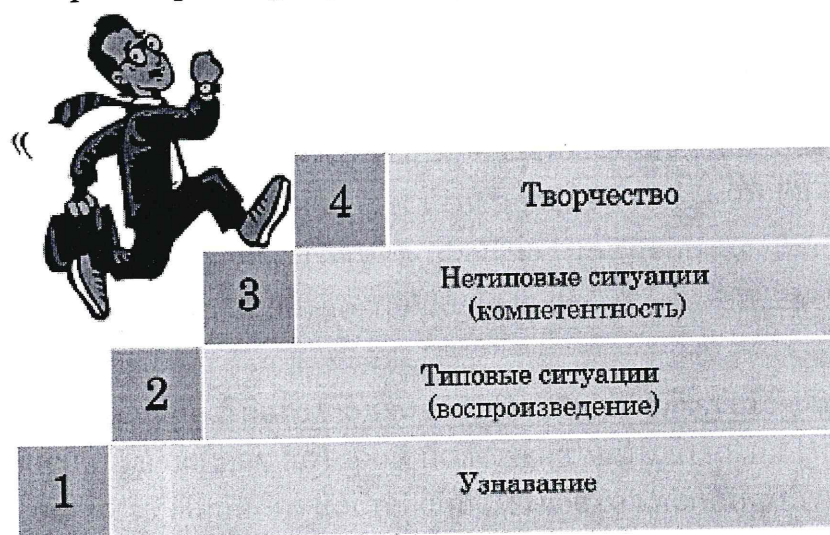 4
Творчество
3
Нетиповые ситуации
(компетентность)
2
Типовые ситуации
(воспроизведение)
1
Узнавание